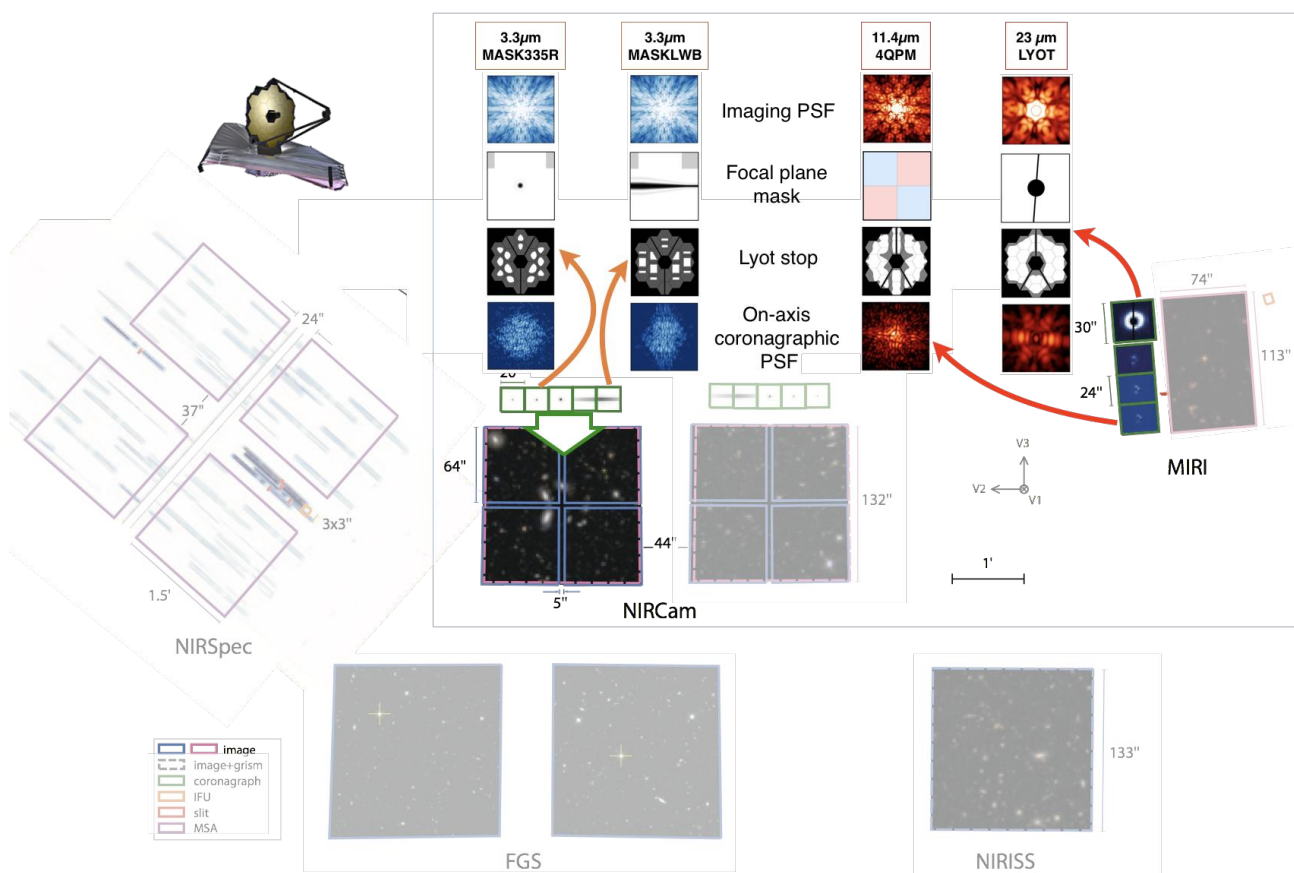 3.3µm
MASK335R
3.3µm
MASKLWB
11.4µm
4QPM
23 µm
LYOT
Imaging PSF
Focal plane
mask
Lyot stop
On-axis
coronagraphic
PSF
24"
37"
3x3"
1.5'
NIRSpec
20"
64"
44"
5"
132"
NIRCam
74"
30"
113"
24"
MIRI
V3
V2
V1
1'
image
image+grism
coronagraph
IFU
slit
MSA
FGS
133"
NIRISS